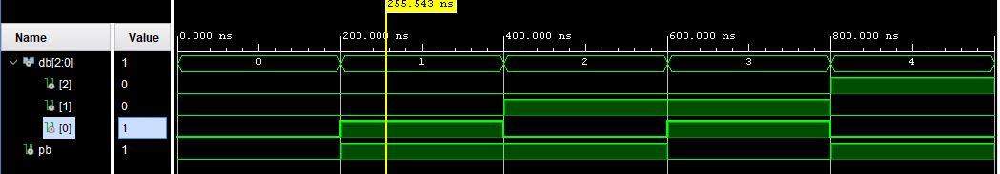 255.543 ns
Name Value
0.000 ns 200.000 ns 400.000 ns 600.000 ns 800.000 ns
db[2:0] 1 0 1 2 3 4
[2] 0
[1] 0
[0] 1
pb 1